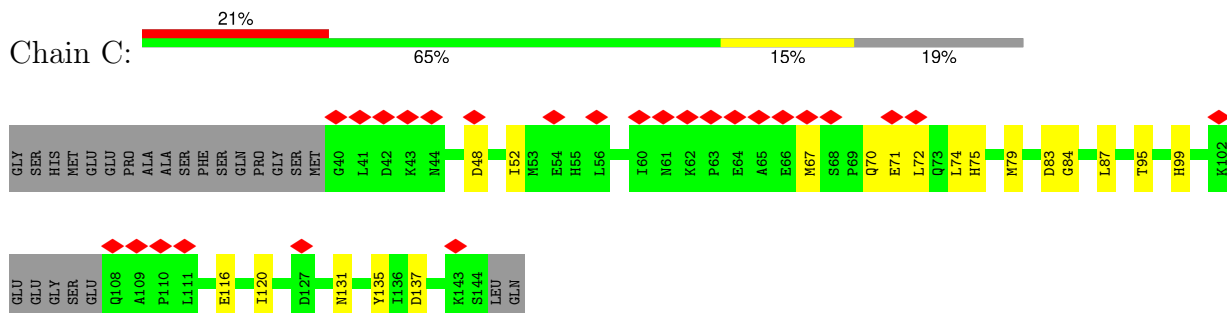 21%
Chain C:
65% 15% 19%
GLY SER HIS MET GLU GLU PRO ALA ALA SER PHE SER GLN PRO GLY SER MET G40 L41 D42 K43 N44 D48 I52 M53 E54 H55 L56 I60 N61 K62 P63 E64 A65 E66 M67 S68 P69 Q70 E71 L72 Q73 L74 H75 M79 D83 G84 L87 T95 H99 K102
GLU GLU GLY SER GLU Q108 A109 P110 L111 E116 I120 D127 N131 Y135 I136 D137 K143 S144 LEU GLN